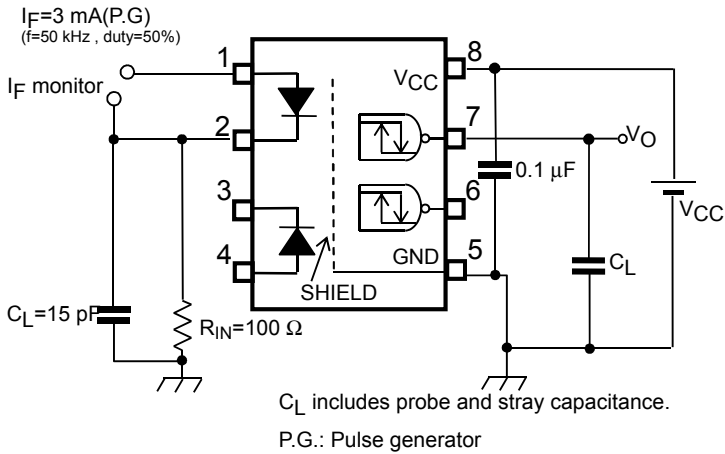 IF=3 mA(P.G)
(f=50 kHz , duty=50%)
IF monitor
1
2
3
4
8
7
6
5
VCC
GND
SHIELD
0.1 μF
VO
VCC
CL
CL=15 pF
RIN=100 Ω
CL includes probe and stray capacitance.
P.G.: Pulse generator